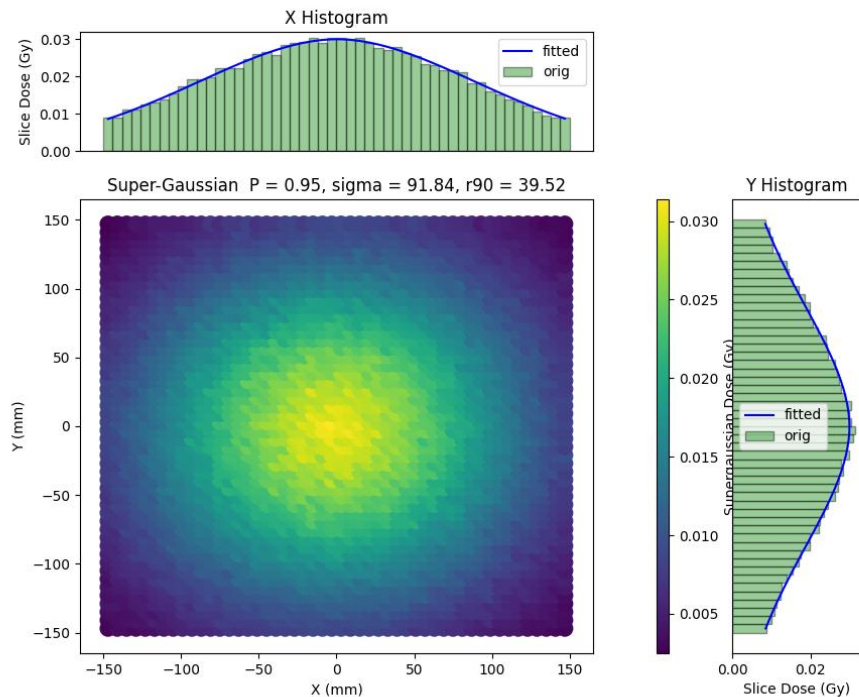 X Histogram
Slice Dose (Gy)
0.03
0.02
0.01
0.00
fitted
orig
Super-Gaussian P = 0.95, sigma = 91.84, r90 = 39.52
Y (mm)
150
100
50
0
−50
−100
−150
−150
−100
−50
0
50
100
150
X (mm)
0.030
0.025
0.020
0.015
0.010
0.005
Supergaussian Dose (Gy)
Y Histogram
fitted
orig
0.00
0.02
Slice Dose (Gy)